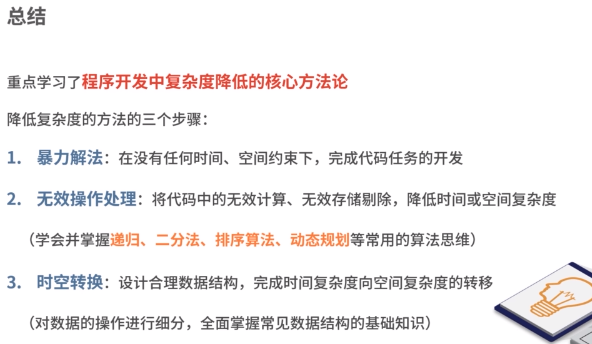 总结
重点学习了程序开发中复杂度降低的核心方法论
降低复杂度的方法的三个步骤：
1. 暴力解法：在没有任何时间、空间约束下，完成代码任务的开发
2. 无效操作处理：将代码中的无效计算、无效存储剔除，降低时间或空间复杂度
（学会并掌握递归、二分法、排序算法、动态规划等常用的算法思维）
3. 时空转换：设计合理数据结构，完成时间复杂度向空间复杂度的转移
（对数据的操作进行细分，全面掌握常见数据结构的基础知识）